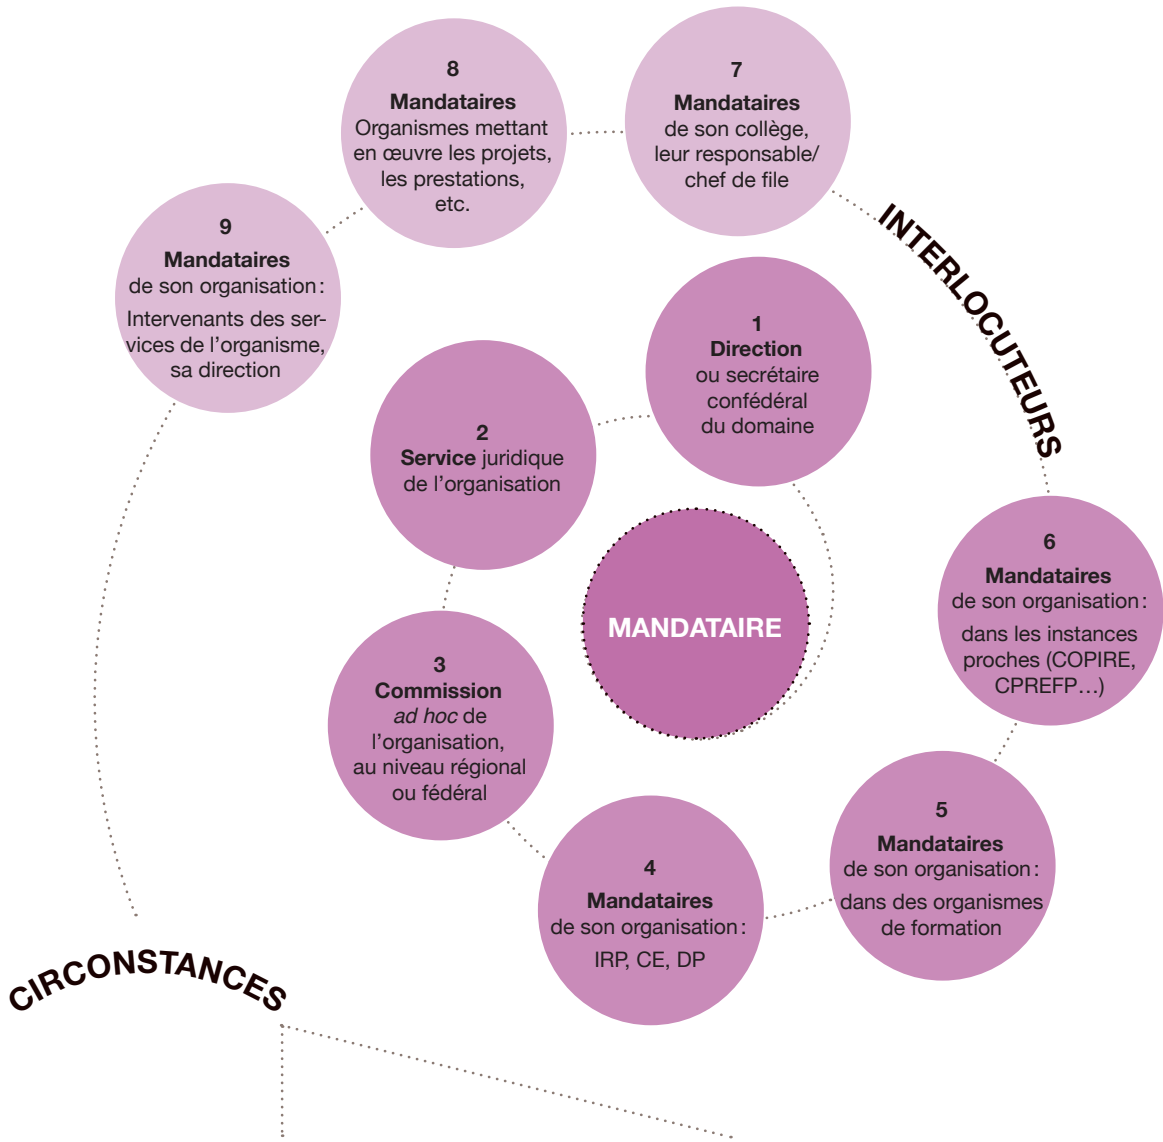 8
Mandataires
Organismes mettant
en œuvre les projets,
les prestations,
etc.
7
Mandataires
de son collège,
leur responsable/
chef de file
9
Mandataires
de son organisation :
Intervenants des ser-
vices de l’organisme,
sa direction
INTERLOCUTEURS
1
Direction
ou secrétaire
confédéral
du domaine
2
Service juridique
de l’organisation
MANDATAIRE
6
Mandataires
de son organisation :
dans les instances
proches (COPIRE,
CPREFP…)
3
Commission
ad hoc de
l’organisation,
au niveau régional
ou fédéral
5
Mandataires
de son organisation :
dans des organismes
de formation
4
Mandataires
de son organisation :
IRP, CE, DP
CIRCONSTANCES